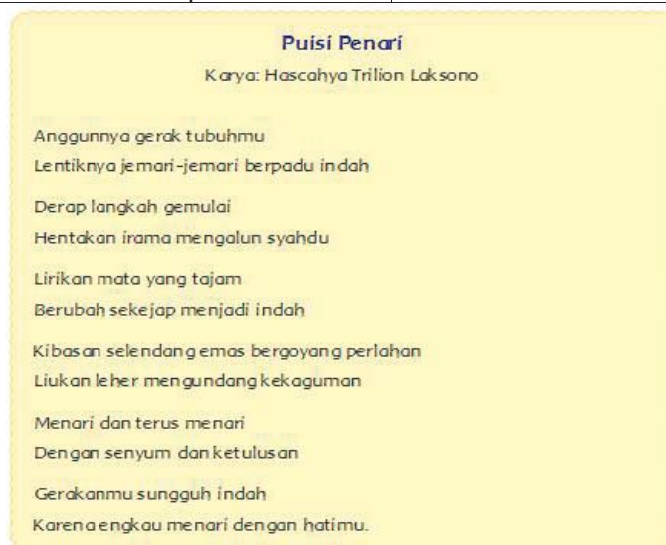 Puisi Penari
Karya: Hascahya Trilion Laksono
Anggunnya gerak tubuhmu
Lentiknya jemari-jemari berpadu indah
Derap langkah gemulai
Hentakan irama mengalun syahdu
Lirikan mata yang tajam
Berubah sekejap menjadi indah
Kibasan selendang emas bergoyang perlahan
Liukan leher mengundang kekaguman
Menari dan terus menari
Dengan senyum dan ketulusan
Gerakanmu sungguh indah
Karena engkau menari dengan hatimu.